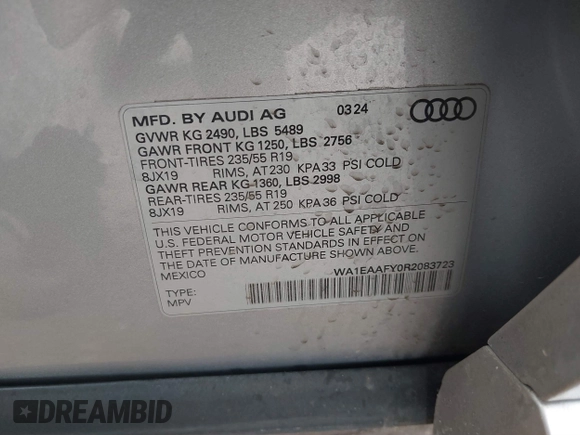 MFD. BY AUDI AG 03 24
GVWR KG 2490, LBS 5489
GAWR FRONT KG 1250, LBS 2756
FRONT-TIRES 235/55 R19
8JX19 RIMS, AT 230 KPA 33 PSI COLD
GAWR REAR KG 1360, LBS 2998
REAR-TIRES 235/55 R19
8JX19 RIMS, AT 250 KPA 36 PSI COLD
THIS VEHICLE CONFORMS TO ALL APPLICABLE
U.S. FEDERAL MOTOR VEHICLE SAFETY AND
THEFT PREVENTION STANDARDS IN EFFECT ON
THE DATE OF MANUFACTURE SHOWN ABOVE.
MEXICO
WA1EAAFY0R2083723
TYPE:
MPV
DREAMBID